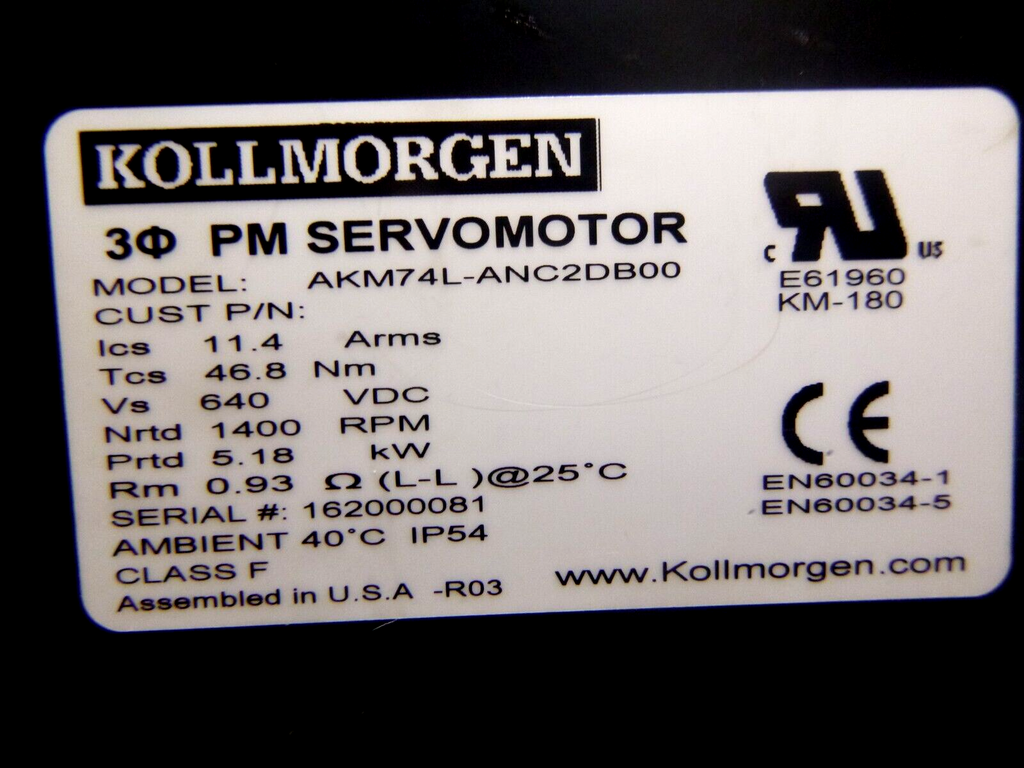 KOLLMORGEN
3Φ PM SERVOMOTOR
MODEL: AKM74L-ANC2DB00
CUST P/N:
Ics 11.4 Arms
Tcs 46.8 Nm
Vs 640 VDC
Nrtd 1400 RPM
Prtd 5.18 kW
Rm 0.93 Ω (L-L )@25°C
SERIAL #: 162000081
AMBIENT 40°C IP54
CLASS F
Assembled in U.S.A -R03
c RU US
E61960
KM-180
CE
EN60034-1
EN60034-5
www.Kollmorgen.com